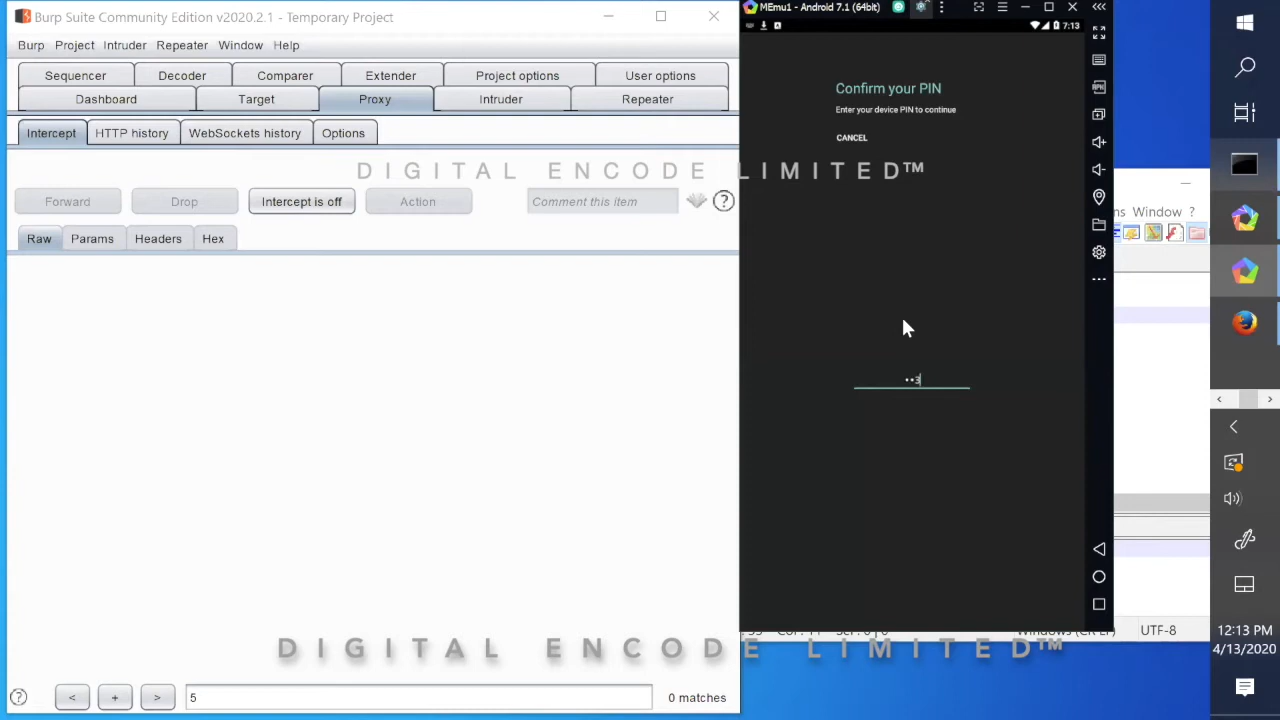 Burp Suite Community Edition v2020.2.1 - Temporary Project
Burp Project Intruder Repeater Window Help
Sequencer Decoder Comparer Extender Project options User options
Dashboard Target Proxy Intruder Repeater
Intercept HTTP history WebSockets history Options
Forward Drop Intercept is off Action Comment this item ?
Raw Params Headers Hex
? < + > 5 0 matches
MEmu1 - Android 7.1 (64bit)
7:13
Confirm your PIN
Enter your device PIN to continue
CANCEL
••3
DIGITAL ENCODE LIMITED™
DIGITAL ENCODE LIMITED™
Window ?
UTF-8
12:13 PM
4/13/2020